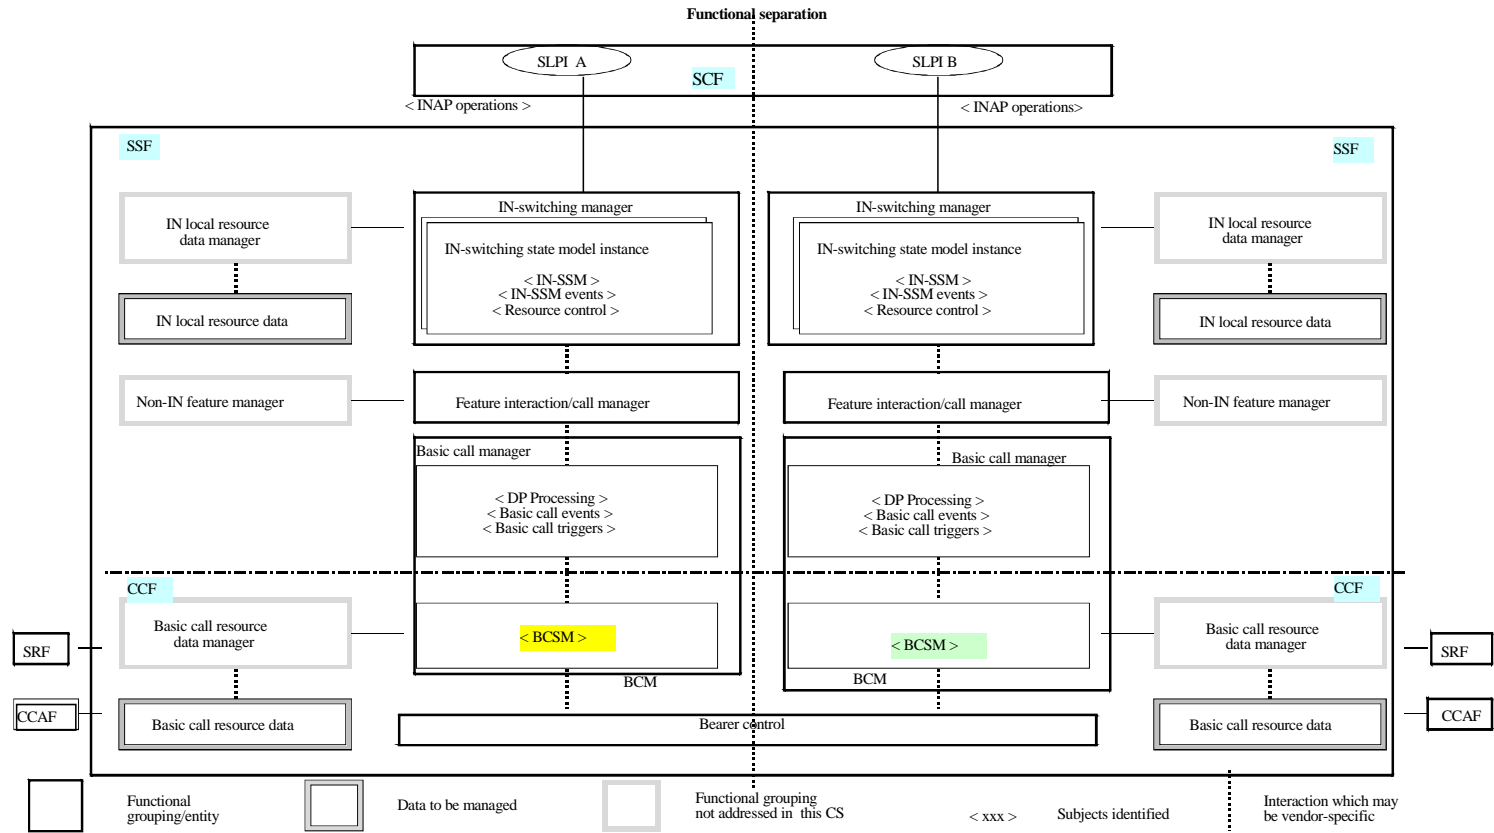 Functional separation
SLPI A
SLPI B
SCF
< INAP operations >
< INAP operations>
SSF
SSF
IN local resource
data manager
IN-switching manager
IN-switching state model instance
< IN-SSM >
< IN-SSM events >
< Resource control >
IN-switching manager
IN-switching state model instance
< IN-SSM >
< IN-SSM events >
< Resource control >
IN local resource
data manager
IN local resource data
IN local resource data
Non-IN feature manager
Feature interaction/call manager
Feature interaction/call manager
Non-IN feature manager
Basic call manager
< DP Processing >
< Basic call events >
< Basic call triggers >
Basic call manager
< DP Processing >
< Basic call events >
< Basic call triggers >
CCF
CCF
SRF
Basic call resource
data manager
< BCSM >
< BCSM >
Basic call resource
data manager
SRF
BCM
BCM
CCAF
Basic call resource data
Bearer control
Basic call resource data
CCAF
Functional
grouping/entity
Data to be managed
Functional grouping
not addressed in this CS
< xxx >
Subjects identified
Interaction which may
be vendor-specific